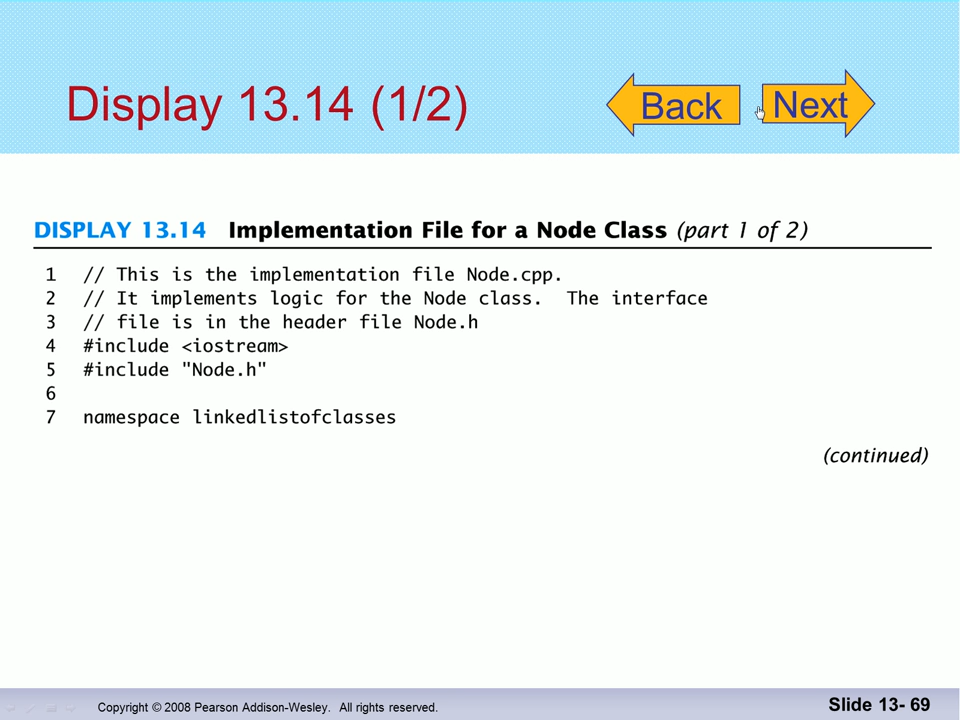 Display 13.14 (1/2)
Back
Next
DISPLAY 13.14 Implementation File for a Node Class (part 1 of 2)
1 // This is the implementation file Node.cpp.
2 // It implements logic for the Node class. The interface
3 // file is in the header file Node.h
4 #include <iostream>
5 #include "Node.h"
6
7 namespace linkedlistofclasses
(continued)
Copyright © 2008 Pearson Addison-Wesley. All rights reserved.
Slide 13- 69